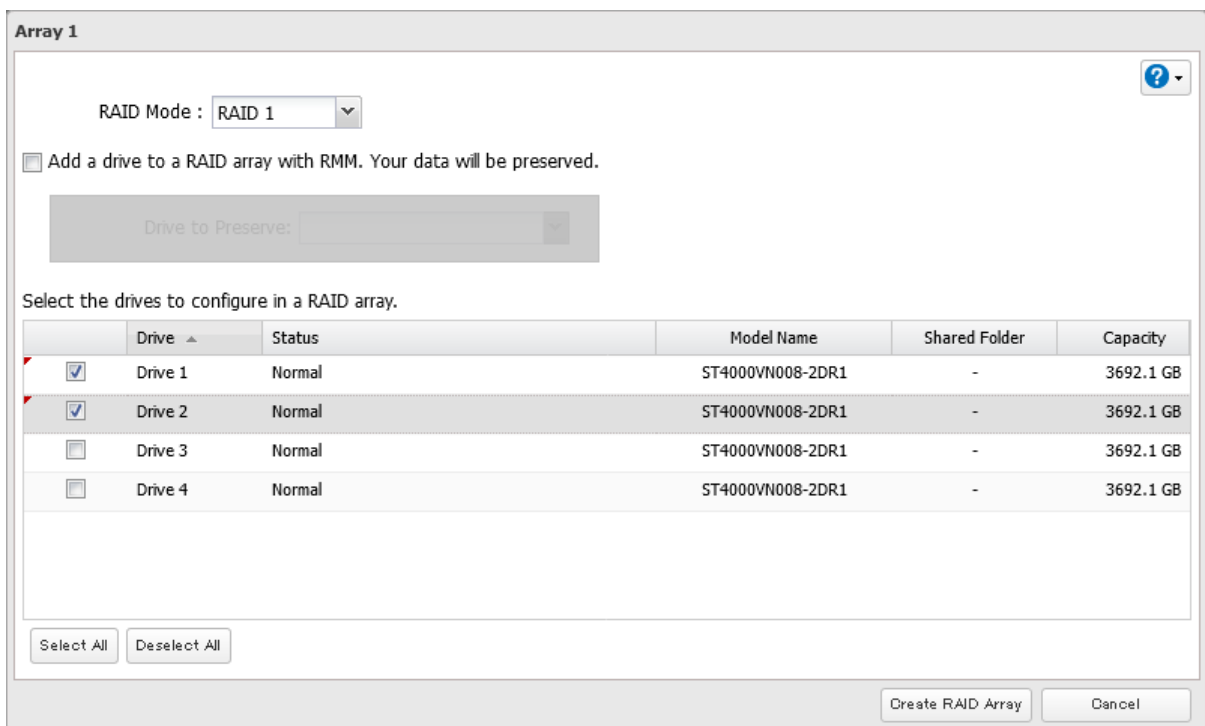 Array 1
?
RAID Mode : RAID 1
Add a drive to a RAID array with RMM. Your data will be preserved.
Drive to Preserve:
Select the drives to configure in a RAID array.
Drive Status Model Name Shared Folder Capacity
Drive 1 Normal ST4000VN008-2DR1 - 3692.1 GB
Drive 2 Normal ST4000VN008-2DR1 - 3692.1 GB
Drive 3 Normal ST4000VN008-2DR1 - 3692.1 GB
Drive 4 Normal ST4000VN008-2DR1 - 3692.1 GB
Select All Deselect All
Create RAID Array Cancel